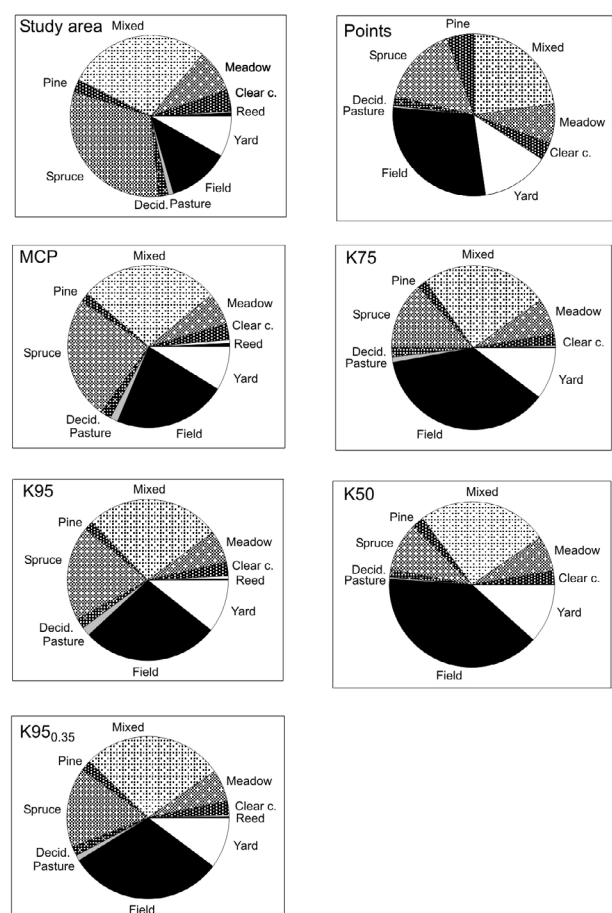 Study area
Mixed
Meadow
Clear c.
Reed
Yard
Field
Pasture
Decid.
Spruce
Pine
Points
Pine
Mixed
Meadow
Clear c.
Yard
Field
Pasture
Decid.
Spruce
MCP
Mixed
Meadow
Clear c.
Reed
Yard
Field
Pasture
Decid.
Spruce
Pine
K75
Mixed
Meadow
Clear c.
Yard
Field
Pasture
Decid.
Spruce
Pine
K95
Mixed
Meadow
Clear c.
Reed
Yard
Field
Pasture
Decid.
Spruce
Pine
K50
Mixed
Meadow
Clear c.
Yard
Field
Pasture
Decid.
Spruce
Pine
K95₀.₃₅
Mixed
Meadow
Clear c.
Reed
Yard
Field
Pasture
Decid.
Spruce
Pine